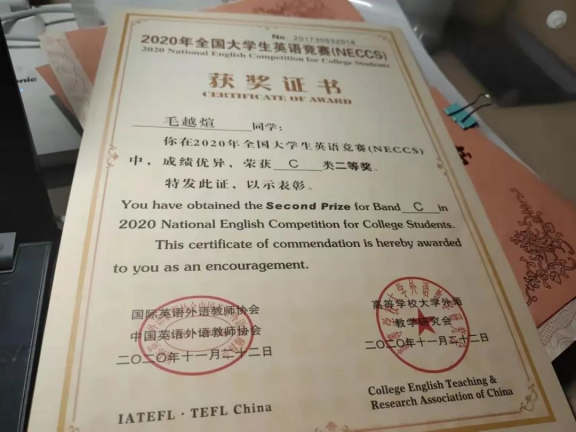 No 201730932018
2020年全国大学生英语竞赛(NECCS)
2020 National English Competition for College Students
获奖证书
CERTIFICATE OF AWARD
毛越煊 同学:
你在2020年全国大学生英语竞赛(NECCS)
中,成绩优异,荣获 C 类二等奖。
特发此证,以示表彰。
You have obtained the Second Prize for Band C in
2020 National English Competition for College Students.
This certificate of commendation is hereby awarded
to you as an encouragement.
国际英语外语教师协会
中国英语外语教师协会
二〇二〇年十一月二十二日
高等学校大学外语
教学研究会
二〇二〇年十一月二十二日
IATEFL · TEFL China
College English Teaching &
Research Association of China